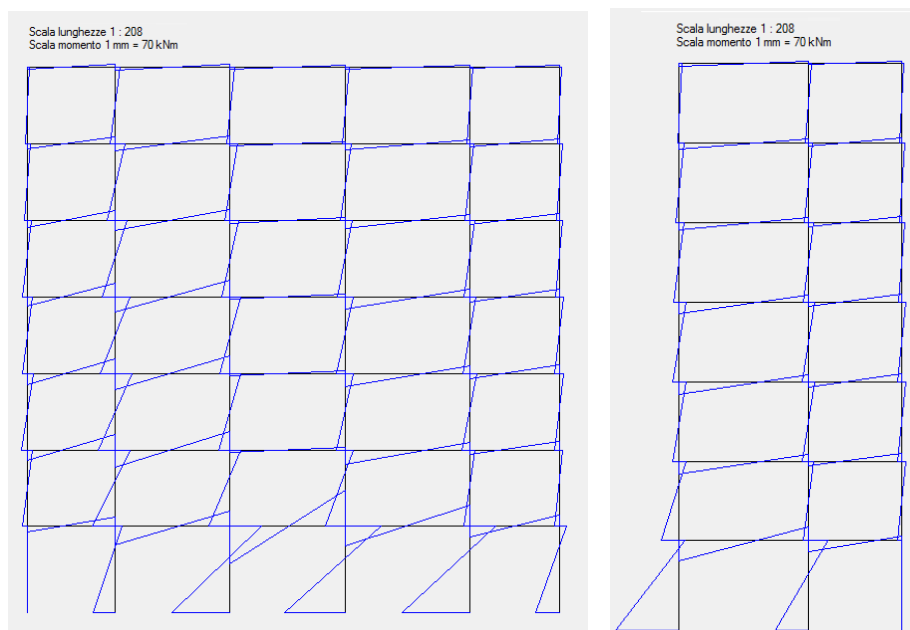 Scala lunghezze 1 : 208
Scala momento 1 mm = 70 kNm
Scala lunghezze 1 : 208
Scala momento 1 mm = 70 kNm